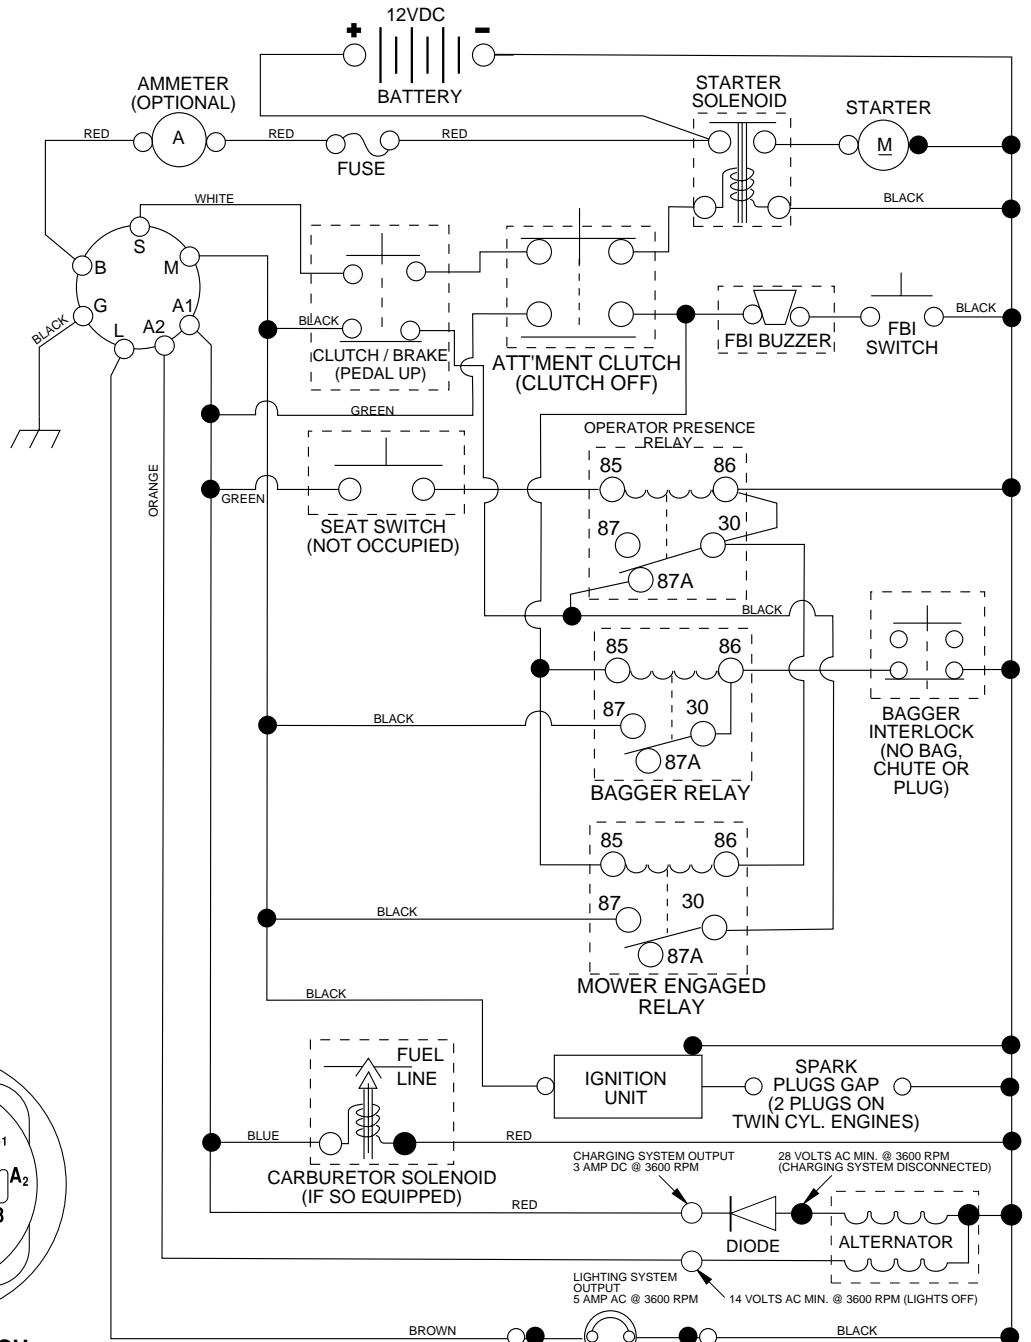 12VDC
+
-
BATTERY
AMMETER
(OPTIONAL)
A
RED
RED
RED
FUSE
STARTER
SOLENOID
STARTER
M
WHITE
BLACK
S
B
M
G
A1
A2
L
BLACK
BLACK
CLUTCH / BRAKE
(PEDAL UP)
ATT'MENT CLUTCH
(CLUTCH OFF)
FBI BUZZER
FBI
SWITCH
BLACK
GREEN
OPERATOR PRESENCE
RELAY
85
86
87
30
87A
ORANGE
GREEN
SEAT SWITCH
(NOT OCCUPIED)
BLACK
85
86
87
30
87A
BAGGER RELAY
BLACK
BAGGER
INTERLOCK
(NO BAG,
CHUTE OR
PLUG)
85
86
87
30
87A
MOWER ENGAGED
RELAY
BLACK
BLACK
IGNITION
UNIT
SPARK
PLUGS GAP
(2 PLUGS ON
TWIN CYL. ENGINES)
FUEL
LINE
BLUE
RED
CARBURETOR SOLENOID
(IF SO EQUIPPED)
CHARGING SYSTEM OUTPUT
3 AMP DC @ 3600 RPM
28 VOLTS AC MIN. @ 3600 RPM
(CHARGING SYSTEM DISCONNECTED)
RED
DIODE
ALTERNATOR
LIGHTING SYSTEM
OUTPUT
5 AMP AC @ 3600 RPM
14 VOLTS AC MIN. @ 3600 RPM (LIGHTS OFF)
BROWN
BLACK
A2